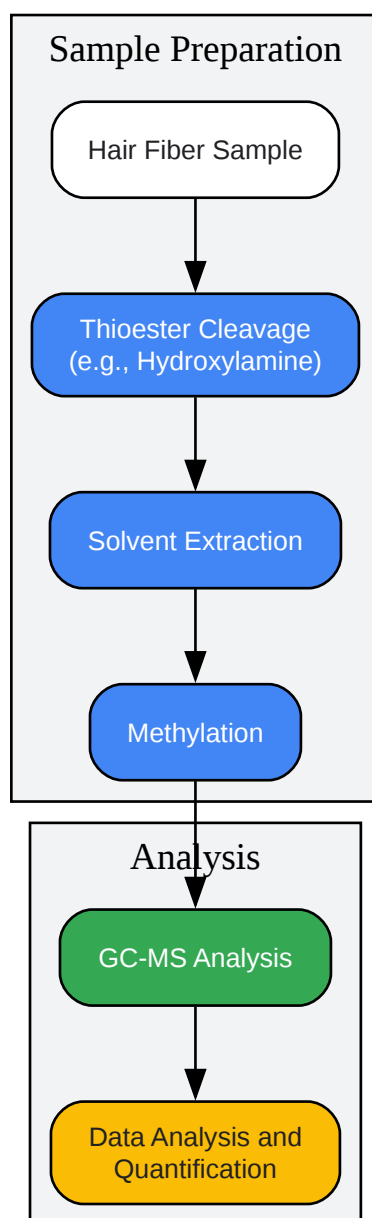 Sample Preparation
Hair Fiber Sample
Thioester Cleavage
(e.g., Hydroxylamine)
Solvent Extraction
Methylation
Analysis
GC-MS Analysis
Data Analysis and
Quantification